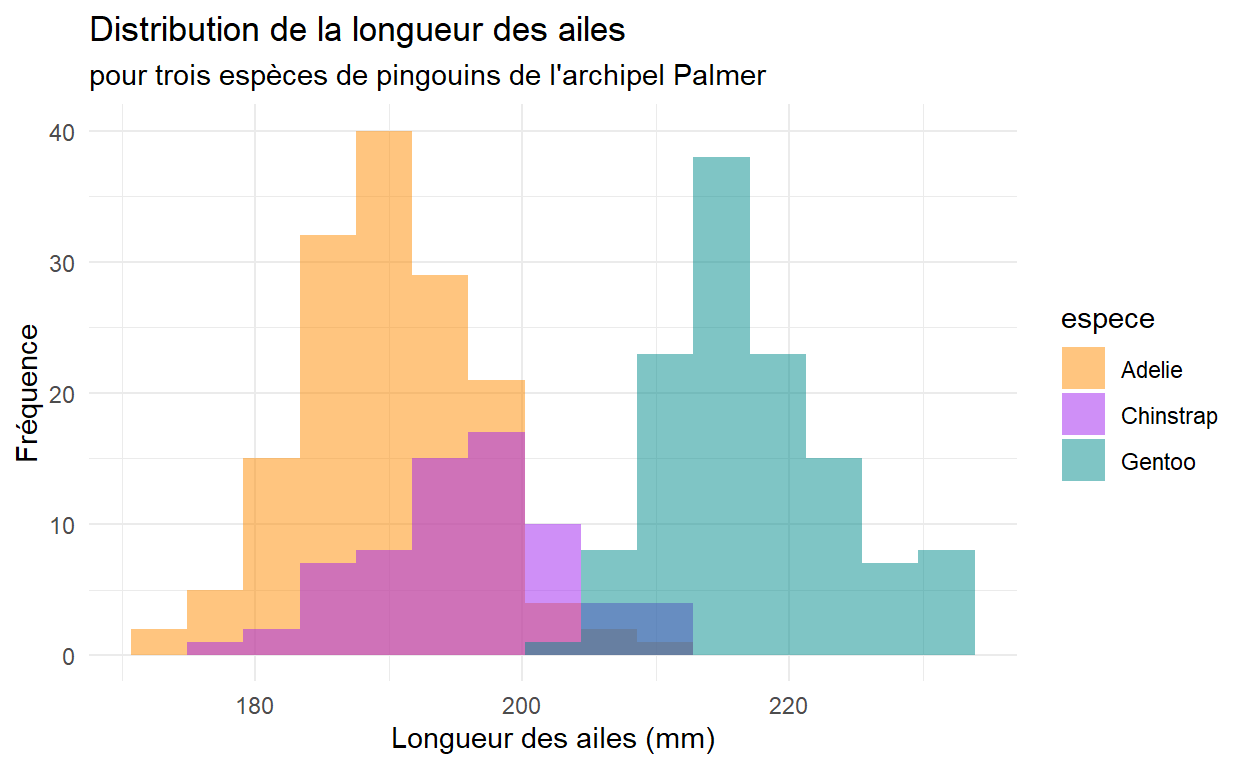 Distribution de la longueur des ailes
pour trois espèces de pingouins de l'archipel Palmer
Fréquence
40
30
20
10
0
180
200
220
Longueur des ailes (mm)
espece
Adelie
Chinstrap
Gentoo